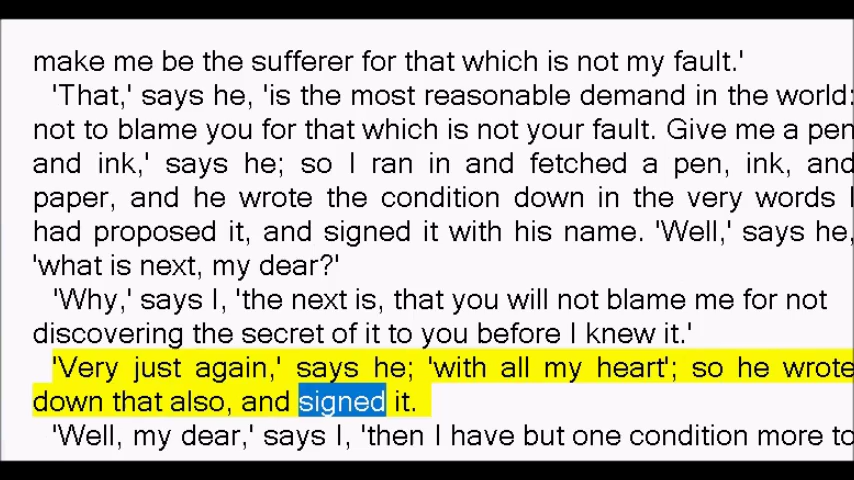 make me be the sufferer for that which is not my fault.'
'That,' says he, 'is the most reasonable demand in the world:
not to blame you for that which is not your fault. Give me a pen
and ink,' says he; so I ran in and fetched a pen, ink, and
paper, and he wrote the condition down in the very words I
had proposed it, and signed it with his name. 'Well,' says he,
'what is next, my dear?'
'Why,' says I, 'the next is, that you will not blame me for not
discovering the secret of it to you before I knew it.'
'Very just again,' says he; 'with all my heart'; so he wrote
down that also, and signed it.
'Well, my dear,' says I, 'then I have but one condition more to